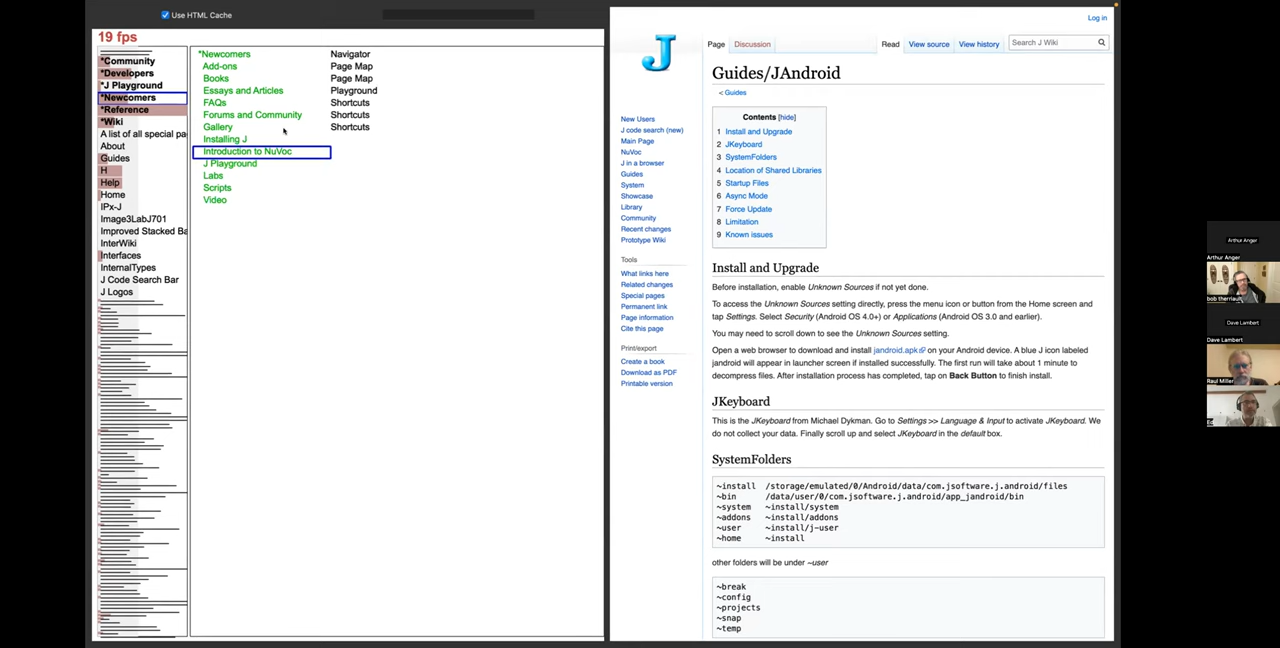 Use HTML Cache
19 fps
*Community
*Developers
*J Playground
*Newcomers
*Reference
*Wiki
A list of all special pa
About
Guides
H
Help
Home
IPx-J
Image3LabJ701
Improved Stacked Ba
InterWiki
Interfaces
InternalTypes
J Code Search Bar
J Logos
*Newcomers
Add-ons
Books
Essays and Articles
FAQs
Forums and Community
Gallery
Installing J
Introduction to NuVoc
J Playground
Labs
Scripts
Video
Navigator
Page Map
Page Map
Playground
Shortcuts
Shortcuts
Shortcuts
Log in
J
Page Discussion Read View source View history Search J Wiki
New Users
J code search (new)
Main Page
NuVoc
J in a browser
Guides
System
Showcase
Library
Community
Recent changes
Prototype Wiki
Tools
What links here
Related changes
Special pages
Permanent link
Page information
Cite this page
Print/export
Create a book
Download as PDF
Printable version
Guides/JAndroid
< Guides
Contents [hide]
1 Install and Upgrade
2 JKeyboard
3 SystemFolders
4 Location of Shared Libraries
5 Startup Files
6 Async Mode
7 Force Update
8 Limitation
9 Known issues
Install and Upgrade
Before installation, enable Unknown Sources if not yet done.
To access the Unknown Sources setting directly, press the menu icon or button from the Home screen and
tap Settings. Select Security (Android OS 4.0+) or Applications (Android OS 3.0 and earlier).
You may need to scroll down to see the Unknown Sources setting.
Open a web browser to download and install jandroid.apk on your Android device. A blue J icon labeled
jandroid will appear in launcher screen if installed successfully. The first run will take about 1 minute to
decompress files. After installation process has completed, tap on Back Button to finish install.
JKeyboard
This is the JKeyboard from Michael Dykman. Go to Settings >> Language & Input to activate JKeyboard. We
do not collect your data. Finally scroll up and select JKeyboard in the default box.
SystemFolders
~install /storage/emulated/0/Android/data/com.jsoftware.j.android/files
~bin /data/user/0/com.jsoftware.j.android/app_jandroid/bin
~system ~install/system
~addons ~install/addons
~user ~install/j-user
~home ~install
other folders will be under ~user
~break
~config
~projects
~snap
~temp
Arthur Anger
Arthur Anger
bob therriault
Dave Lambert
Dave Lambert
Raul Miller